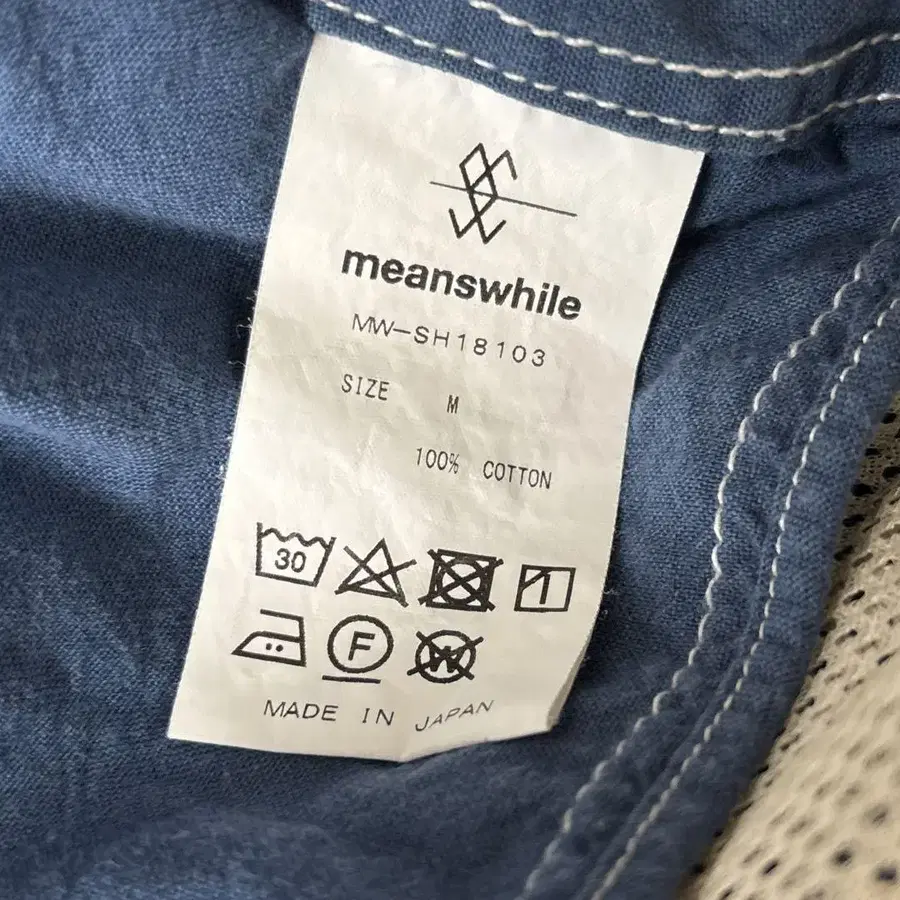 meanswhile
MW-SH18103
SIZE M
100% COTTON
30
F W
MADE IN JAPAN